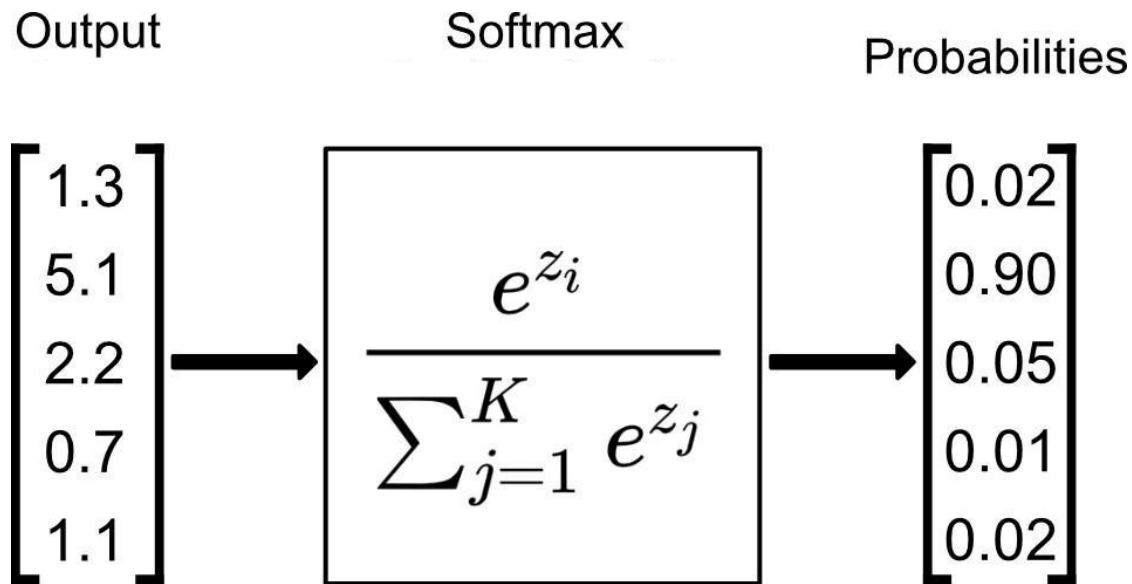 Output
Softmax
Probabilities
1.3
5.1
2.2
0.7
1.1
e^{z_i}
∑_{j=1}^{K} e^{z_j}
0.02
0.90
0.05
0.01
0.02